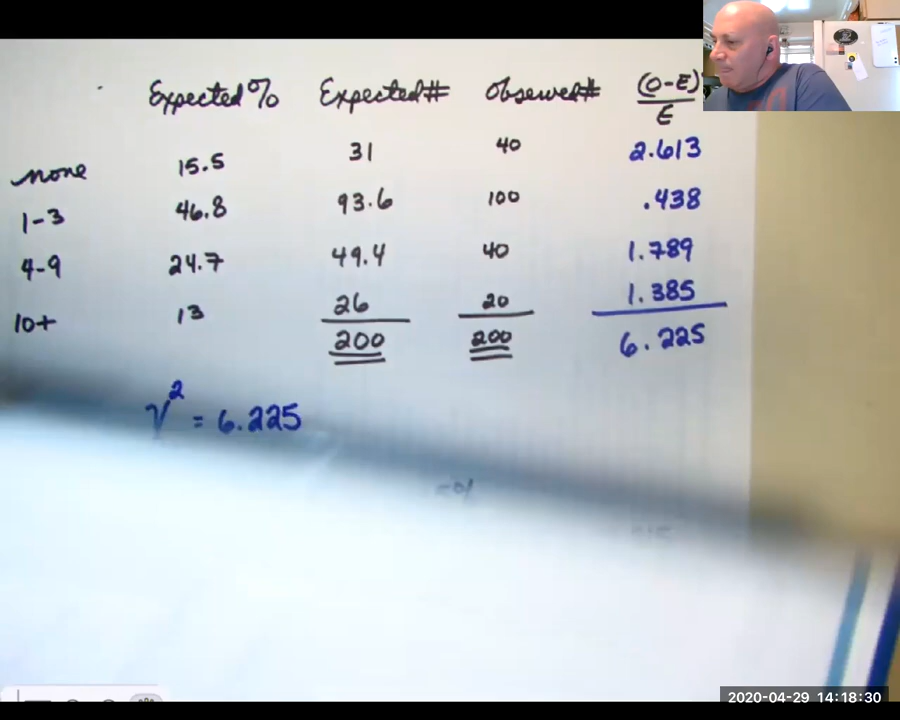 Expected % Expected # Observed # (O-E)
E
none 15.5 31 40 2.613
1-3 46.8 93.6 100 .438
4-9 24.7 49.4 40 1.789
10+ 13 26 20 1.385
200 200 6.225
χ² = 6.225
5%
2020-04-29 14:18:30